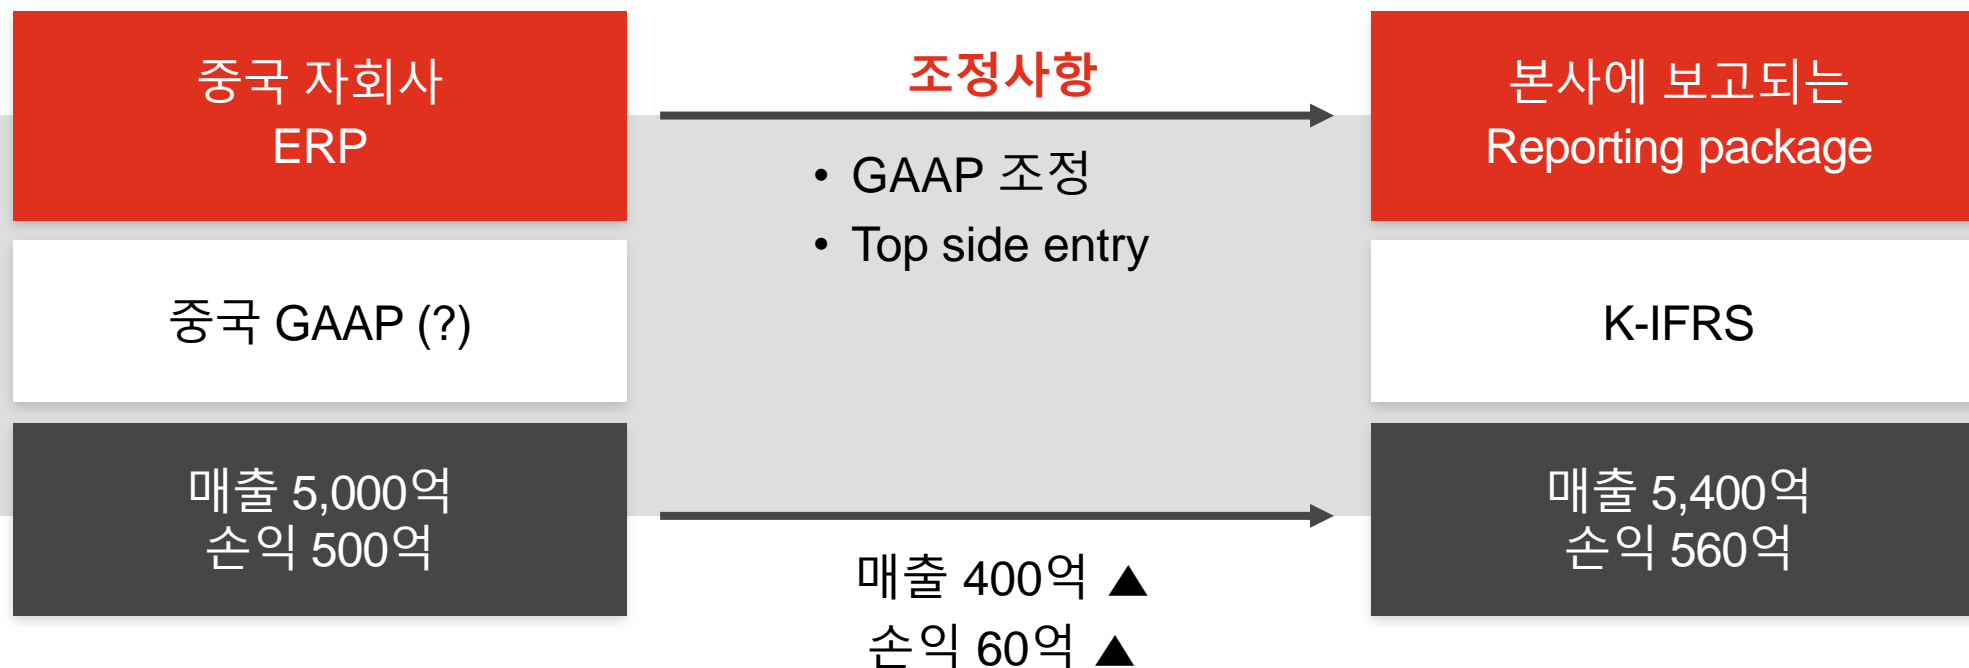 중국 자회사
ERP
조정사항
본사에 보고되는
Reporting package
• GAAP 조정
• Top side entry
중국 GAAP (?)
K-IFRS
매출 5,000억
손익 500억
매출 400억 ▲
손익 60억 ▲
매출 5,400억
손익 560억